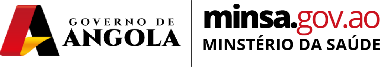 GOVERNO DE
ANGOLA
minsa.gov.ao
MINSTÉRIO DA SAÚDE